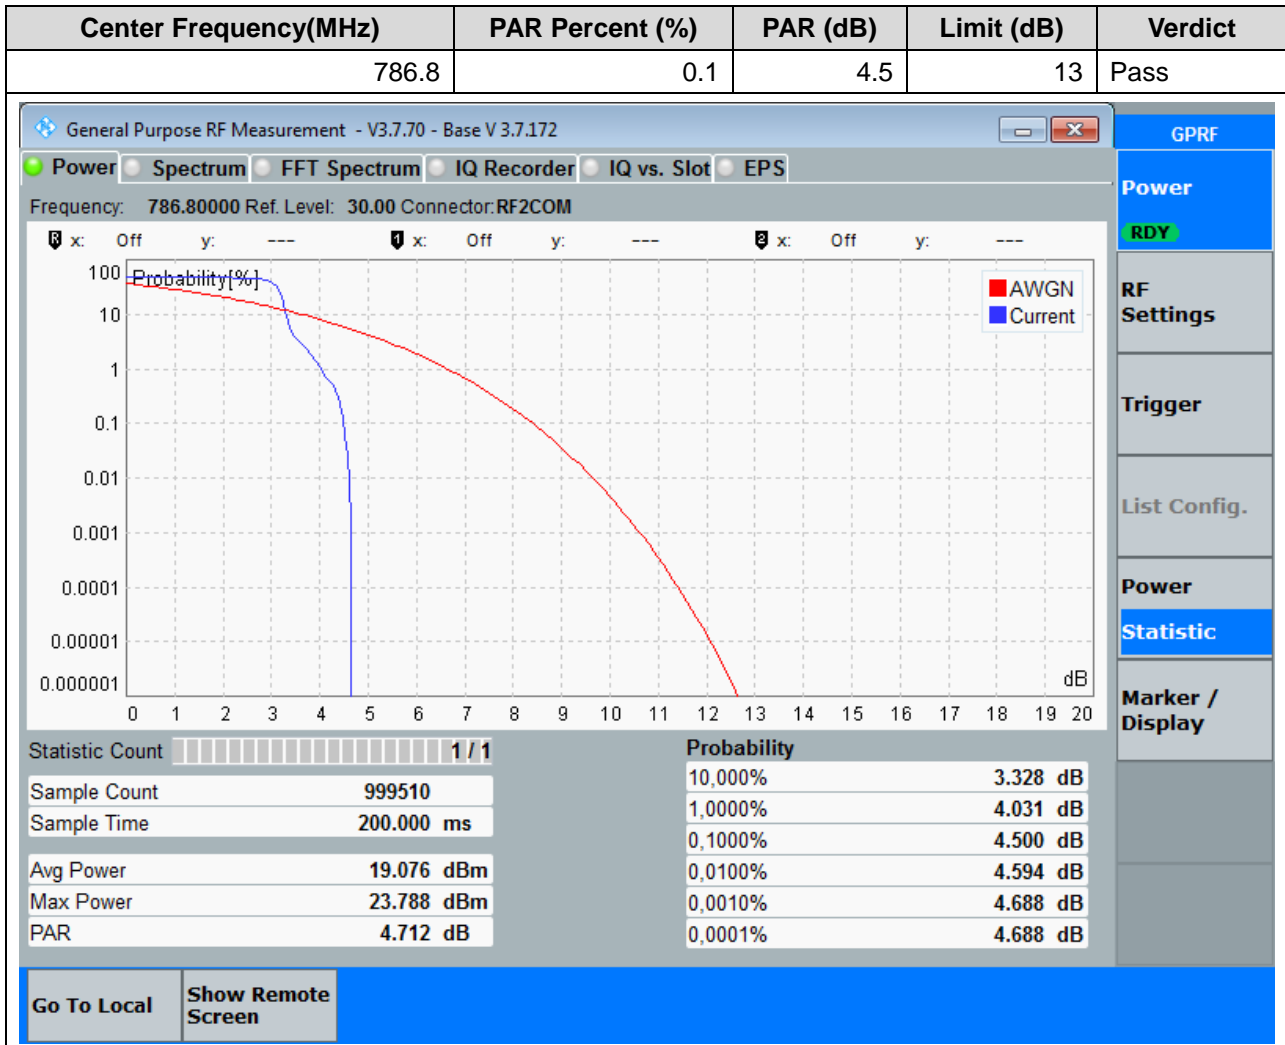 Center Frequency(MHz) PAR Percent (%) PAR (dB) Limit (dB) Verdict
786.8 0.1 4.5 13 Pass
General Purpose RF Measurement - V3.7.70 - Base V 3.7.172
GPRF
Power Spectrum FFT Spectrum IQ Recorder IQ vs. Slot EPS
Power
RDY
Frequency: 786.80000 Ref. Level: 30.00 Connector:RF2COM
R x: Off y: --- 1 x: Off y: --- 2 x: Off y: ---
Probability[%]
AWGN
Current
100
10
1
0.1
0.01
0.001
0.0001
0.00001
0.000001
dB
0 1 2 3 4 5 6 7 8 9 10 11 12 13 14 15 16 17 18 19 20
RF
Settings
Trigger
List Config.
Power
Statistic
Marker /
Display
Statistic Count 1 / 1
Sample Count 999510
Sample Time 200.000 ms
Avg Power 19.076 dBm
Max Power 23.788 dBm
PAR 4.712 dB
Probability
10,000% 3.328 dB
1,0000% 4.031 dB
0,1000% 4.500 dB
0,0100% 4.594 dB
0,0010% 4.688 dB
0,0001% 4.688 dB
Go To Local
Show Remote
Screen